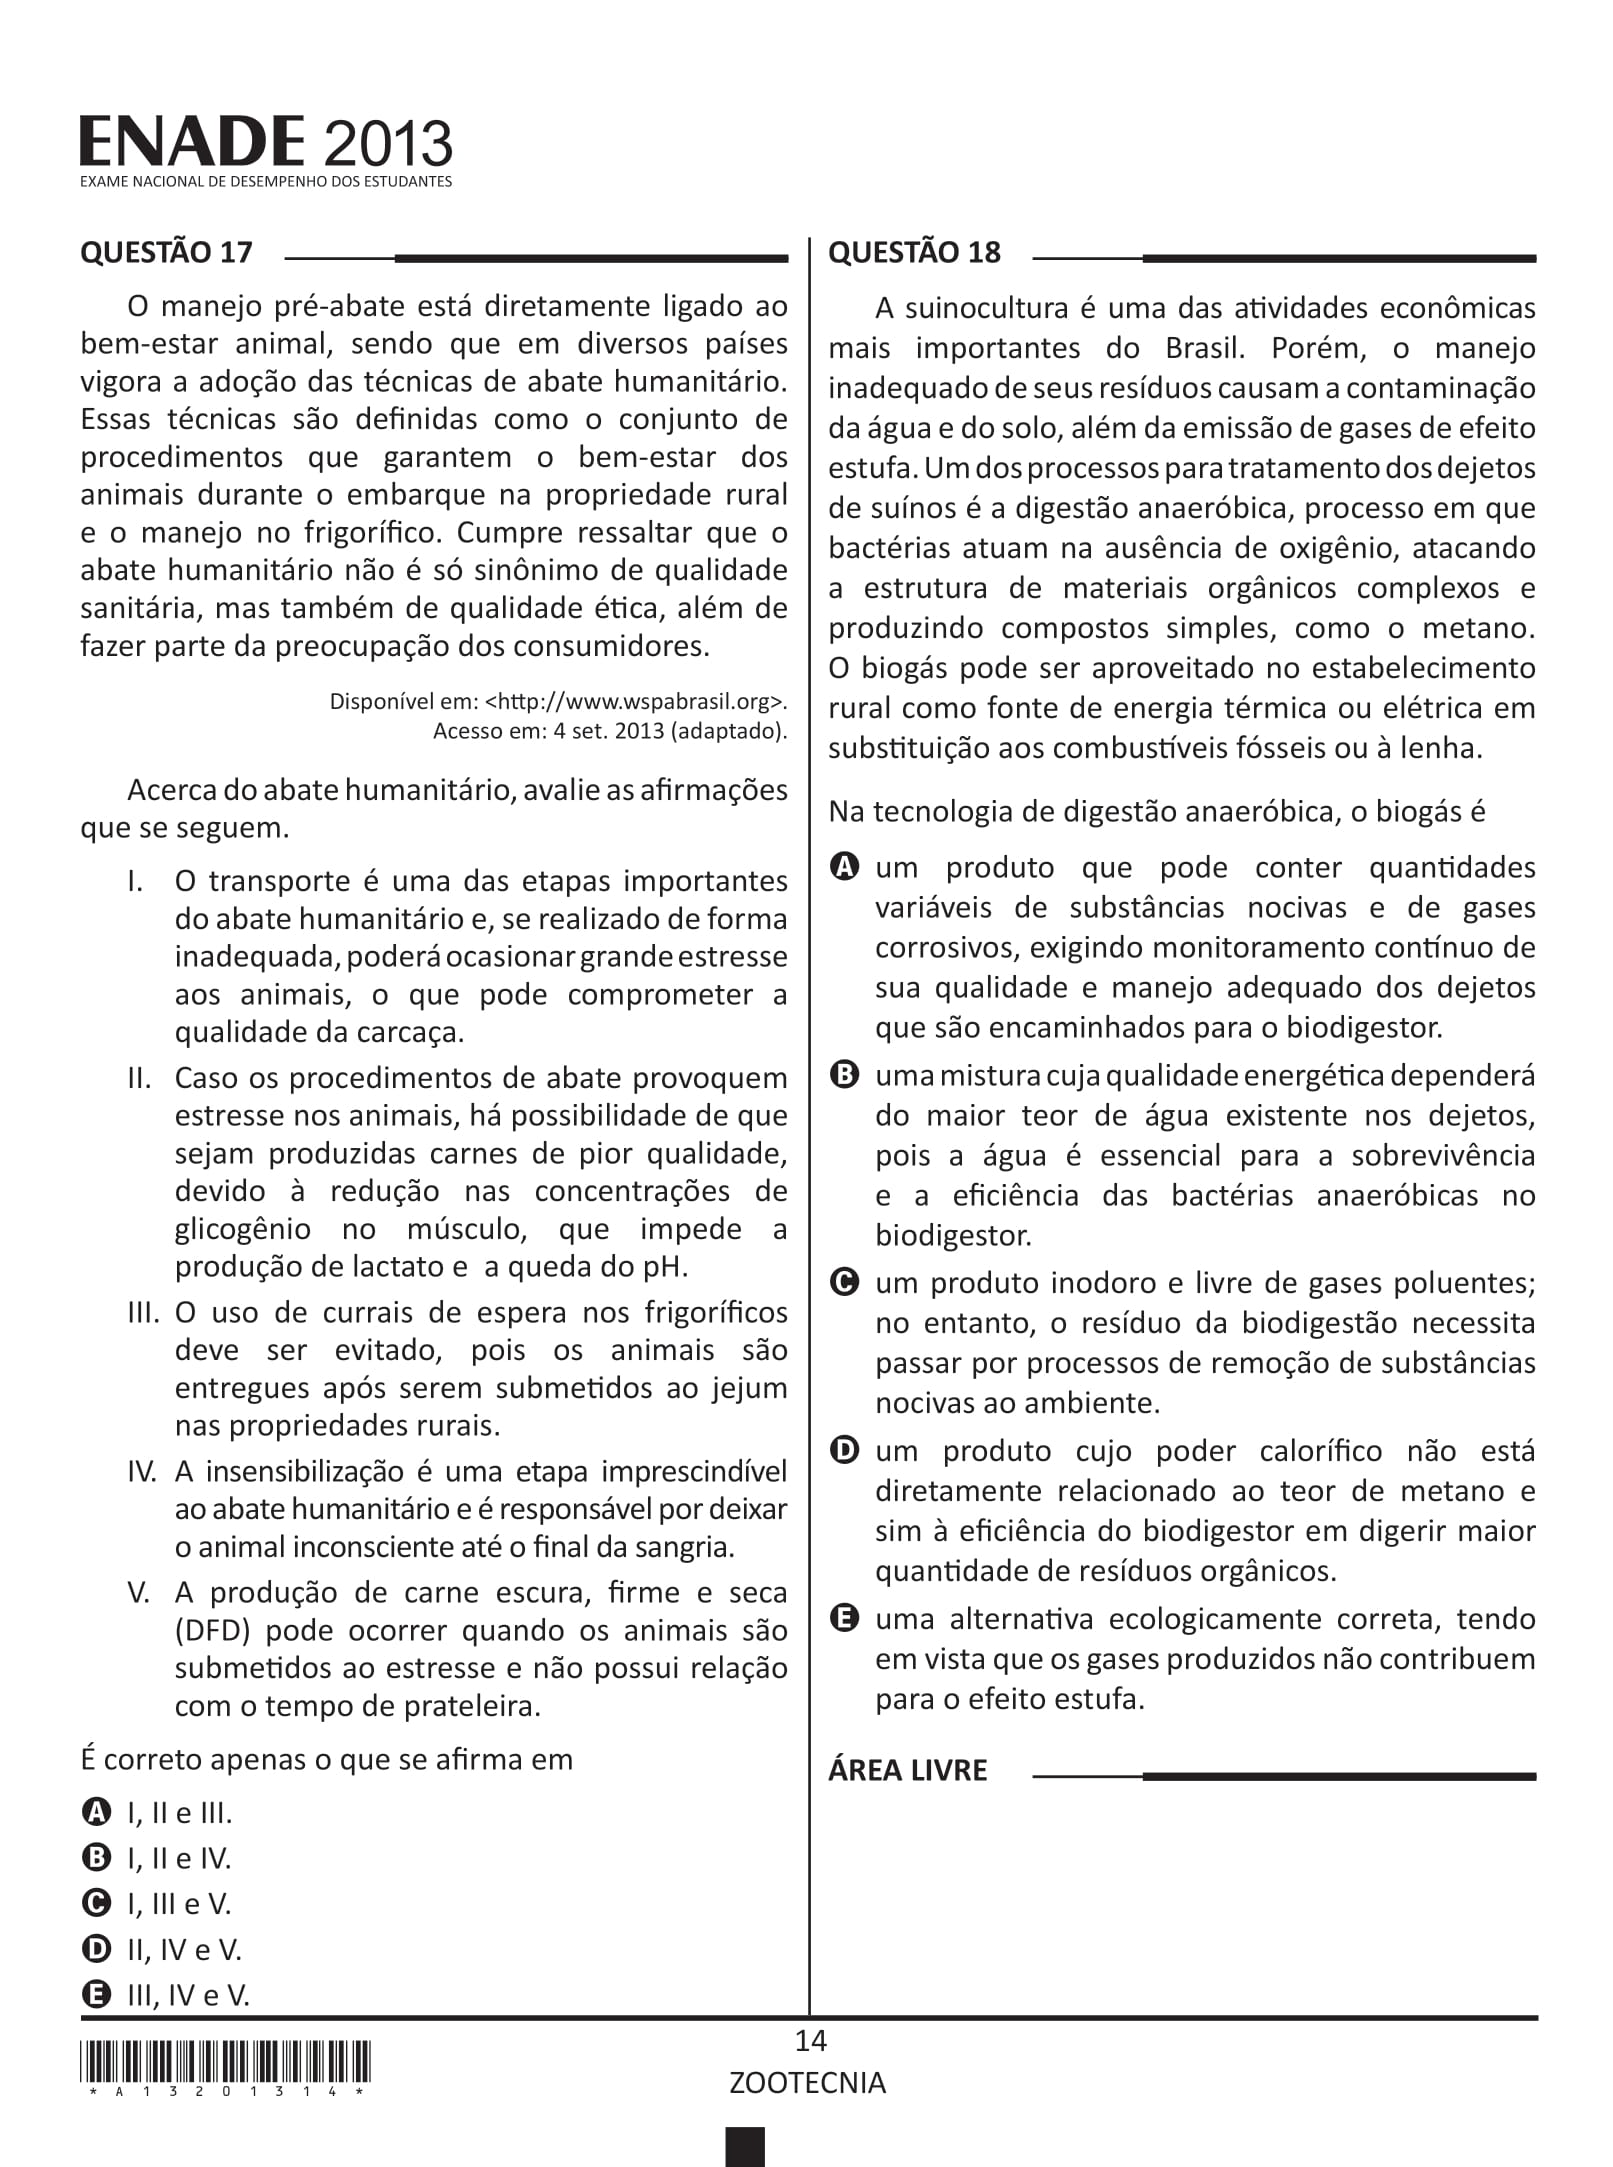 ENADE 2013
EXAME NACIONAL DE DESEMPENHO DOS ESTUDANTES
QUESTÃO 17
O manejo pré-abate está diretamente ligado ao
bem-estar animal, sendo que em diversos países
vigora a adoção das técnicas de abate humanitário.
Essas técnicas são definidas como o conjunto de
procedimentos que garantem o bem-estar dos
animais durante o embarque na propriedade rural
e o manejo no frigorífico. Cumpre ressaltar que o
abate humanitário não é só sinônimo de qualidade
sanitária, mas também de qualidade ética, além de
fazer parte da preocupação dos consumidores.
Disponível em: <http://www.wspabrasil.org>.
Acesso em: 4 set. 2013 (adaptado).
Acerca do abate humanitário, avalie as afirmações
que se seguem.
I. O transporte é uma das etapas importantes
do abate humanitário e, se realizado de forma
inadequada, poderá ocasionar grande estresse
aos animais, o que pode comprometer a
qualidade da carcaça.
II. Caso os procedimentos de abate provoquem
estresse nos animais, há possibilidade de que
sejam produzidas carnes de pior qualidade,
devido à redução nas concentrações de
glicogênio no músculo, que impede a
produção de lactato e a queda do pH.
III. O uso de currais de espera nos frigoríficos
deve ser evitado, pois os animais são
entregues após serem submetidos ao jejum
nas propriedades rurais.
IV. A insensibilização é uma etapa imprescindível
ao abate humanitário e é responsável por deixar
o animal inconsciente até o final da sangria.
V. A produção de carne escura, firme e seca
(DFD) pode ocorrer quando os animais são
submetidos ao estresse e não possui relação
com o tempo de prateleira.
É correto apenas o que se afirma em
A I, II e III.
B I, II e IV.
C I, III e V.
D II, IV e V.
E III, IV e V.
QUESTÃO 18
A suinocultura é uma das atividades econômicas
mais importantes do Brasil. Porém, o manejo
inadequado de seus resíduos causam a contaminação
da água e do solo, além da emissão de gases de efeito
estufa. Um dos processos para tratamento dos dejetos
de suínos é a digestão anaeróbica, processo em que
bactérias atuam na ausência de oxigênio, atacando
a estrutura de materiais orgânicos complexos e
produzindo compostos simples, como o metano.
O biogás pode ser aproveitado no estabelecimento
rural como fonte de energia térmica ou elétrica em
substituição aos combustíveis fósseis ou à lenha.
Na tecnologia de digestão anaeróbica, o biogás é
A um produto que pode conter quantidades
variáveis de substâncias nocivas e de gases
corrosivos, exigindo monitoramento contínuo de
sua qualidade e manejo adequado dos dejetos
que são encaminhados para o biodigestor.
B uma mistura cuja qualidade energética dependerá
do maior teor de água existente nos dejetos,
pois a água é essencial para a sobrevivência
e a eficiência das bactérias anaeróbicas no
biodigestor.
C um produto inodoro e livre de gases poluentes;
no entanto, o resíduo da biodigestão necessita
passar por processos de remoção de substâncias
nocivas ao ambiente.
D um produto cujo poder calorífico não está
diretamente relacionado ao teor de metano e
sim à eficiência do biodigestor em digerir maior
quantidade de resíduos orgânicos.
E uma alternativa ecologicamente correta, tendo
em vista que os gases produzidos não contribuem
para o efeito estufa.
ÁREA LIVRE
14
ZOOTECNIA
*A13201314*